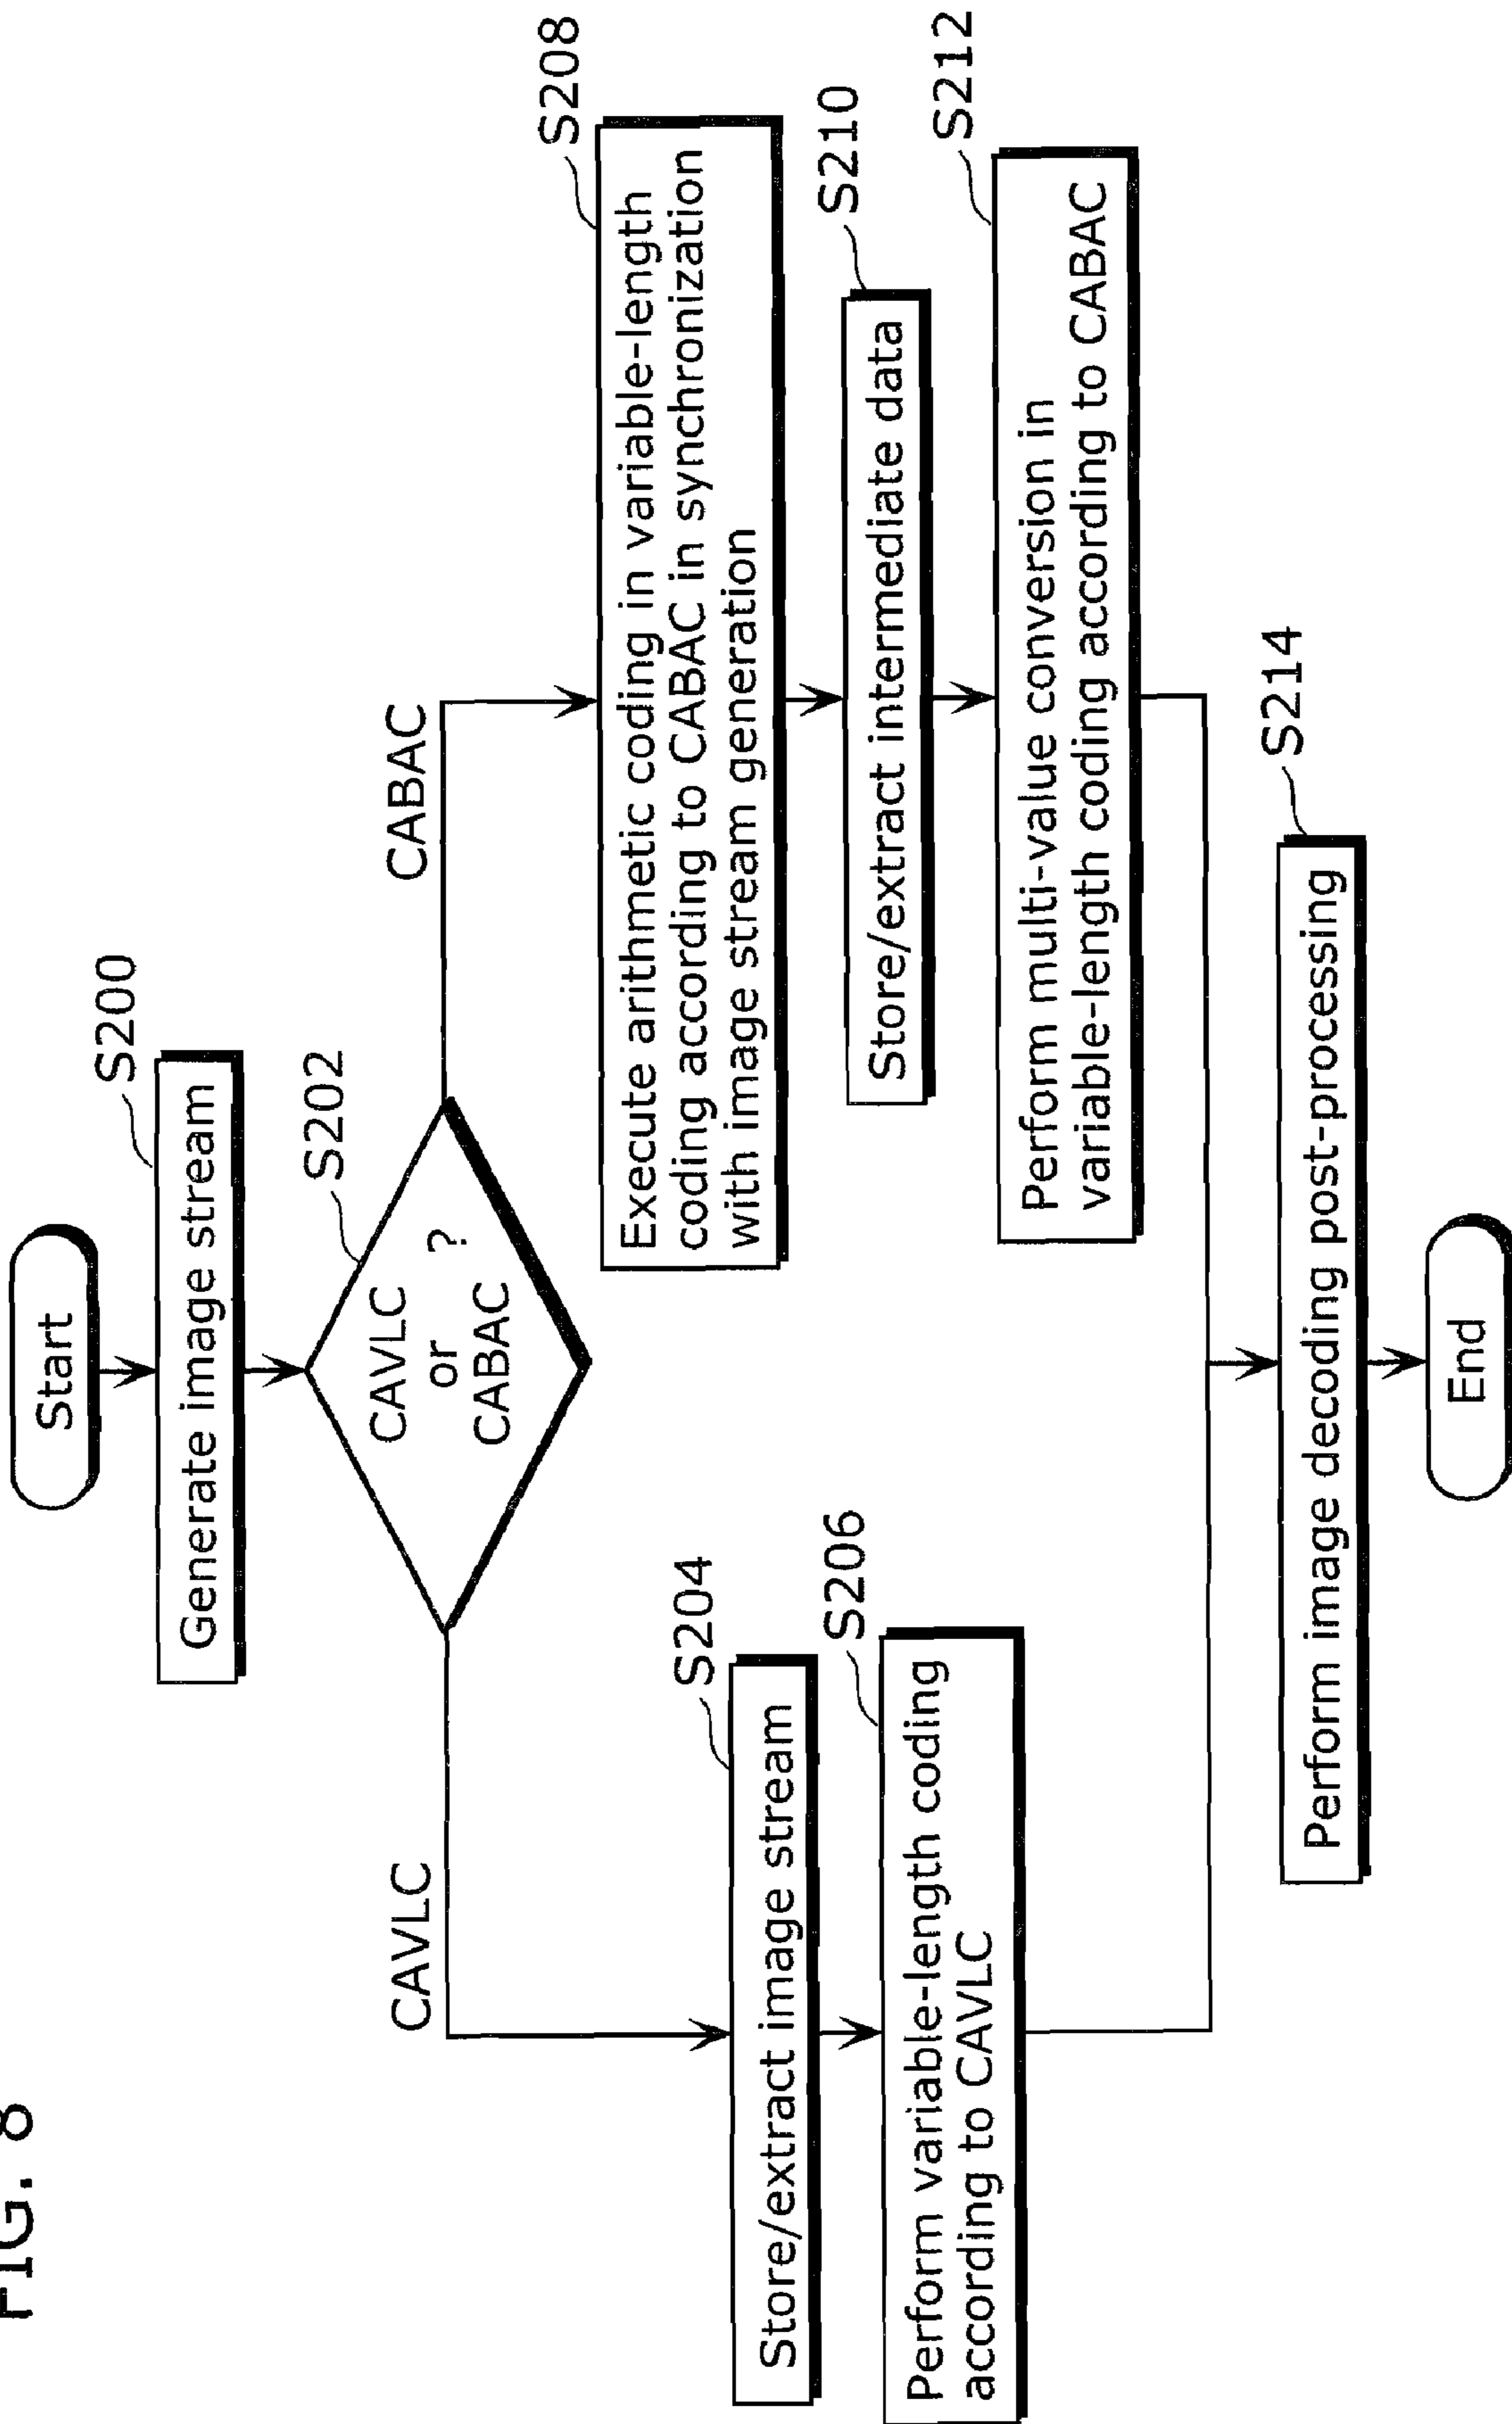 FIG. 8
Start
S200
Generate image stream
S202
CAVLC
or
CABAC
?
CAVLC
CABAC
S204
Store/extract image stream
S206
Perform variable-length coding
according to CAVLC
S208
Execute arithmetic coding in variable-length
coding according to CABAC in synchronization
with image stream generation
S210
Store/extract intermediate data
S212
Perform multi-value conversion in
variable-length coding according to CABAC
S214
Perform image decoding post-processing
End